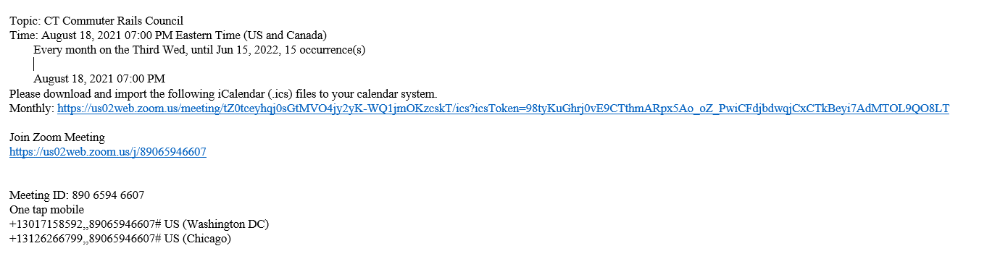 Topic: CT Commuter Rails Council
Time: August 18, 2021 07:00 PM Eastern Time (US and Canada)
Every month on the Third Wed, until Jun 15, 2022, 15 occurrence(s)
August 18, 2021 07:00 PM
Please download and import the following iCalendar (.ics) files to your calendar system.
Monthly: https://us02web.zoom.us/meeting/tZ0tceyhqj0sGtMVO4jy2yK-WQ1jmOKzcskT/ics?icsToken=98tyKuGhrj0vE9CTthmARpx5Ao_oZ_PwiCFdjbdwqjCxCTkBeyi7AdMTOL9QO8LT
Join Zoom Meeting
https://us02web.zoom.us/j/89065946607
Meeting ID: 890 6594 6607
One tap mobile
+13017158592,,89065946607# US (Washington DC)
+13126266799,,89065946607# US (Chicago)